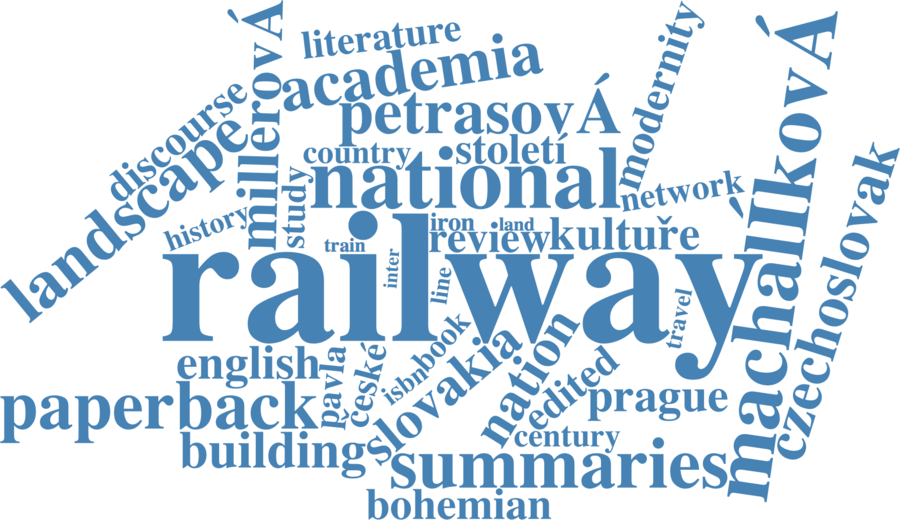 literature
academia
petrasovÁ
modernity
millerovÁ
machalÍkovÁ
discourse
landscape
country
století
national
network
czechoslovak
study
history
iron
land
train
review
kultuře
railway
inter
line
travel
english
pavla
české
isbn
book
slovakia
nation
edited
prague
paperback
building
century
summaries
bohemian